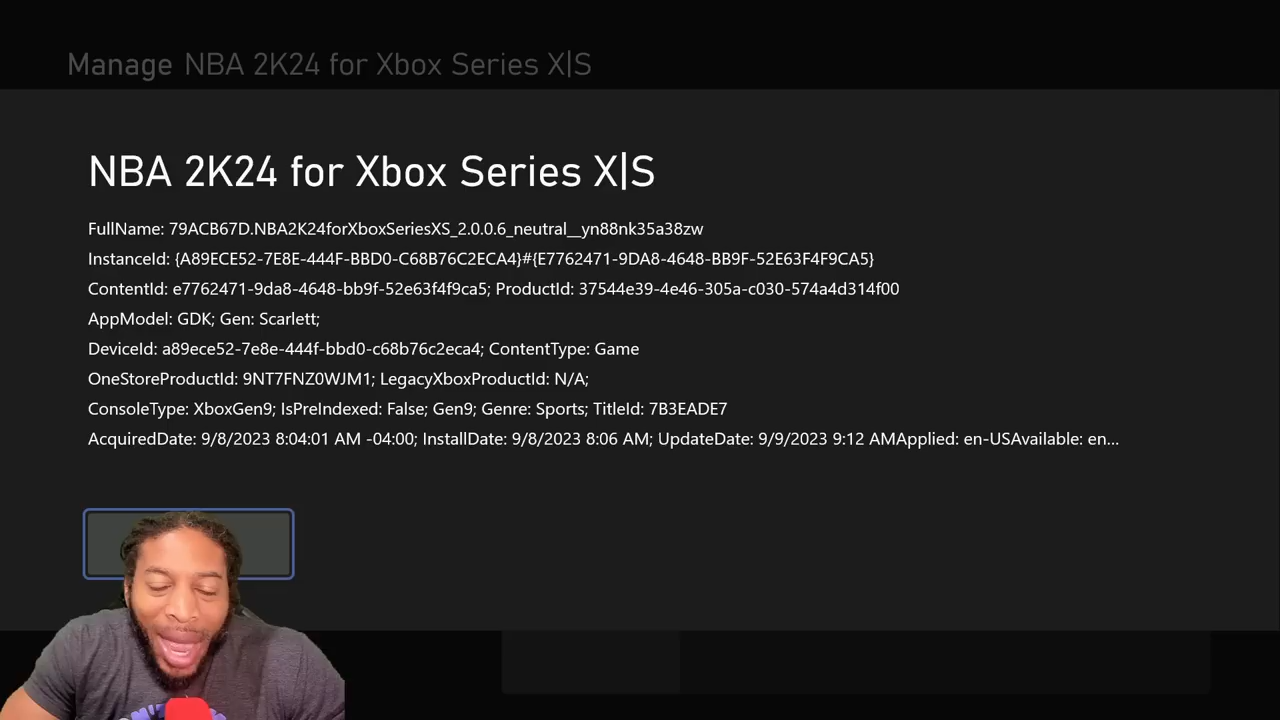 Manage NBA 2K24 for Xbox Series X|S
NBA 2K24 for Xbox Series X|S
FullName: 79ACB67D.NBA2K24forXboxSeriesXS_2.0.0.6_neutral__yn88nk35a38zw
InstanceId: {A89ECE52-7E8E-444F-BBD0-C68B76C2ECA4}#{E7762471-9DA8-4648-BB9F-52E63F4F9CA5}
ContentId: e7762471-9da8-4648-bb9f-52e63f4f9ca5; ProductId: 37544e39-4e46-305a-c030-574a4d314f00
AppModel: GDK; Gen: Scarlett;
DeviceId: a89ece52-7e8e-444f-bbd0-c68b76c2eca4; ContentType: Game
OneStoreProductId: 9NT7FNZ0WJM1; LegacyXboxProductId: N/A;
ConsoleType: XboxGen9; IsPreIndexed: False; Gen9; Genre: Sports; TitleId: 7B3EADE7
AcquiredDate: 9/8/2023 8:04:01 AM -04:00; InstallDate: 9/8/2023 8:06 AM; UpdateDate: 9/9/2023 9:12 AMApplied: en-USAvailable: en...